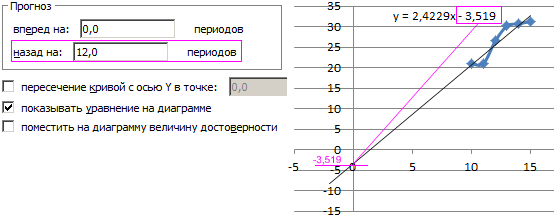 Прогноз
вперед на: 0,0 периодов
назад на: 12,0 периодов
пересечение кривой с осью Y в точке: 0,0
показывать уравнение на диаграмме
поместить на диаграмму величину достоверности
y = 2,4229x - 3,519
35
30
25
20
15
10
5
0
-3,519
-5
0
5
10
15
-5
-10
-15